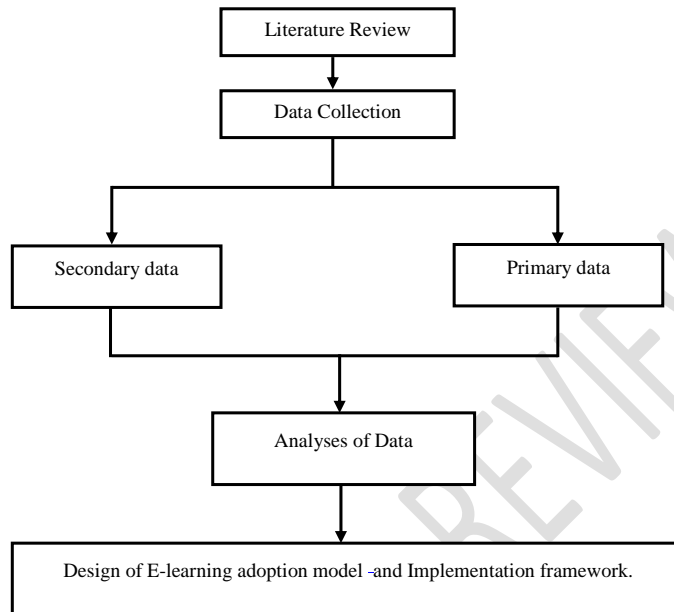 Literature Review
Data Collection
Secondary data
Primary data
Analyses of Data
Design of E-learning adoption model -and Implementation framework.
REVIEW